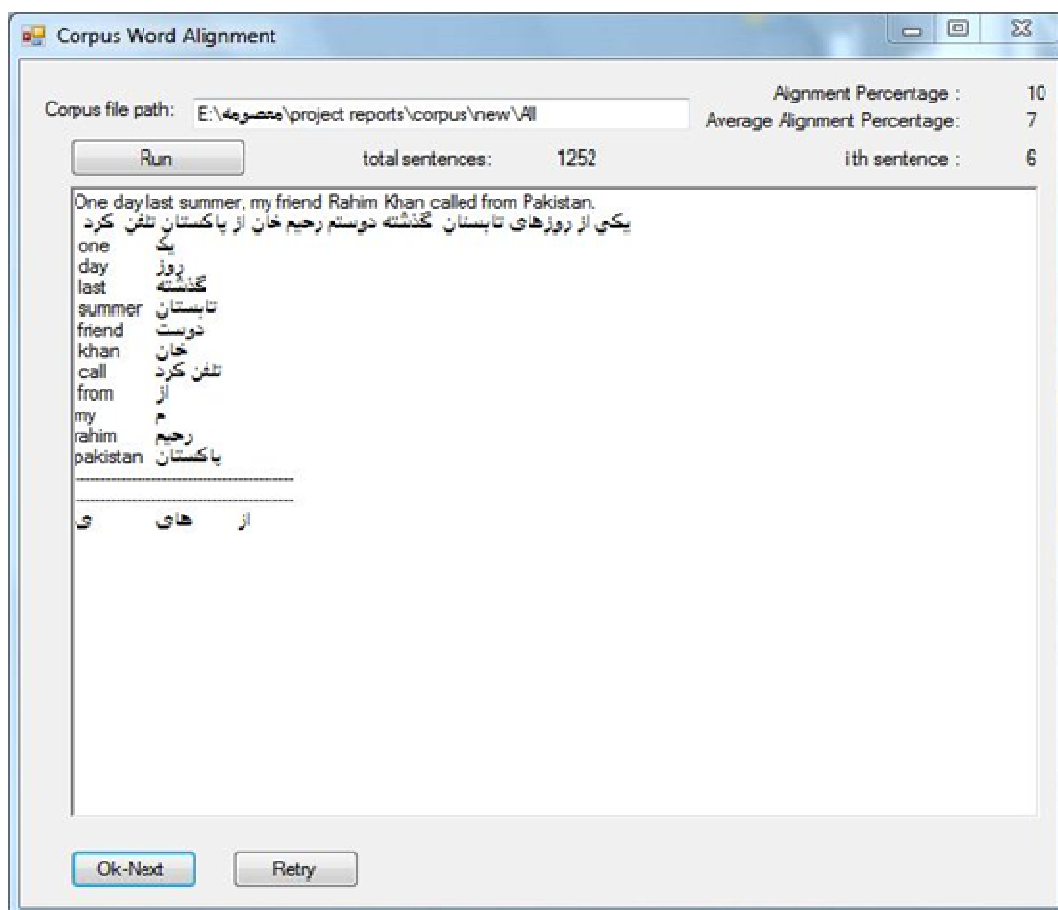 Corpus Word Alignment
Corpus file path: E:\معصومه\project reports\corpus\new\All
Alignment Percentage : 10
Average Alignment Percentage: 7
Run total sentences: 1252 i th sentence : 6
One day last summer, my friend Rahim Khan called from Pakistan.
یکی از روزهای تابستان گذشته دوستم رحیم خان از پاکستان تلفن کرد
one یک
day روز
last گذشته
summer تابستان
friend دوست
khan خان
call تلفن کرد
from از
my م
rahim رحیم
pakistan پاکستان
--------------------------------------------------
--------------------------------------------------
ی های از
Ok-Next Retry